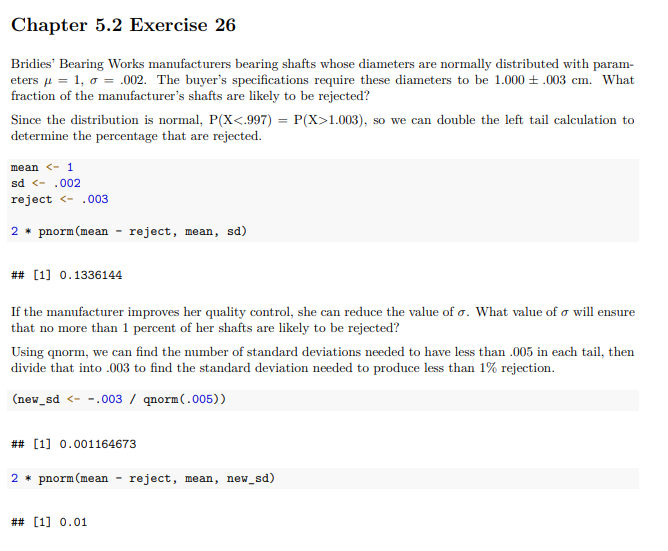 Chapter 5.2 Exercise 26
Bridies' Bearing Works manufacturers bearing shafts whose diameters are normally distributed with param-
eters μ = 1, σ = .002. The buyer's specifications require these diameters to be 1.000 ± .003 cm. What
fraction of the manufacturer's shafts are likely to be rejected?
Since the distribution is normal, P(X<.997) = P(X>1.003), so we can double the left tail calculation to
determine the percentage that are rejected.
mean <- 1
sd <- .002
reject <- .003
2 * pnorm(mean - reject, mean, sd)
## [1] 0.1336144
If the manufacturer improves her quality control, she can reduce the value of σ. What value of σ will ensure
that no more than 1 percent of her shafts are likely to be rejected?
Using qnorm, we can find the number of standard deviations needed to have less than .005 in each tail, then
divide that into .003 to find the standard deviation needed to produce less than 1% rejection.
(new_sd <- -.003 / qnorm(.005))
## [1] 0.001164673
2 * pnorm(mean - reject, mean, new_sd)
## [1] 0.01